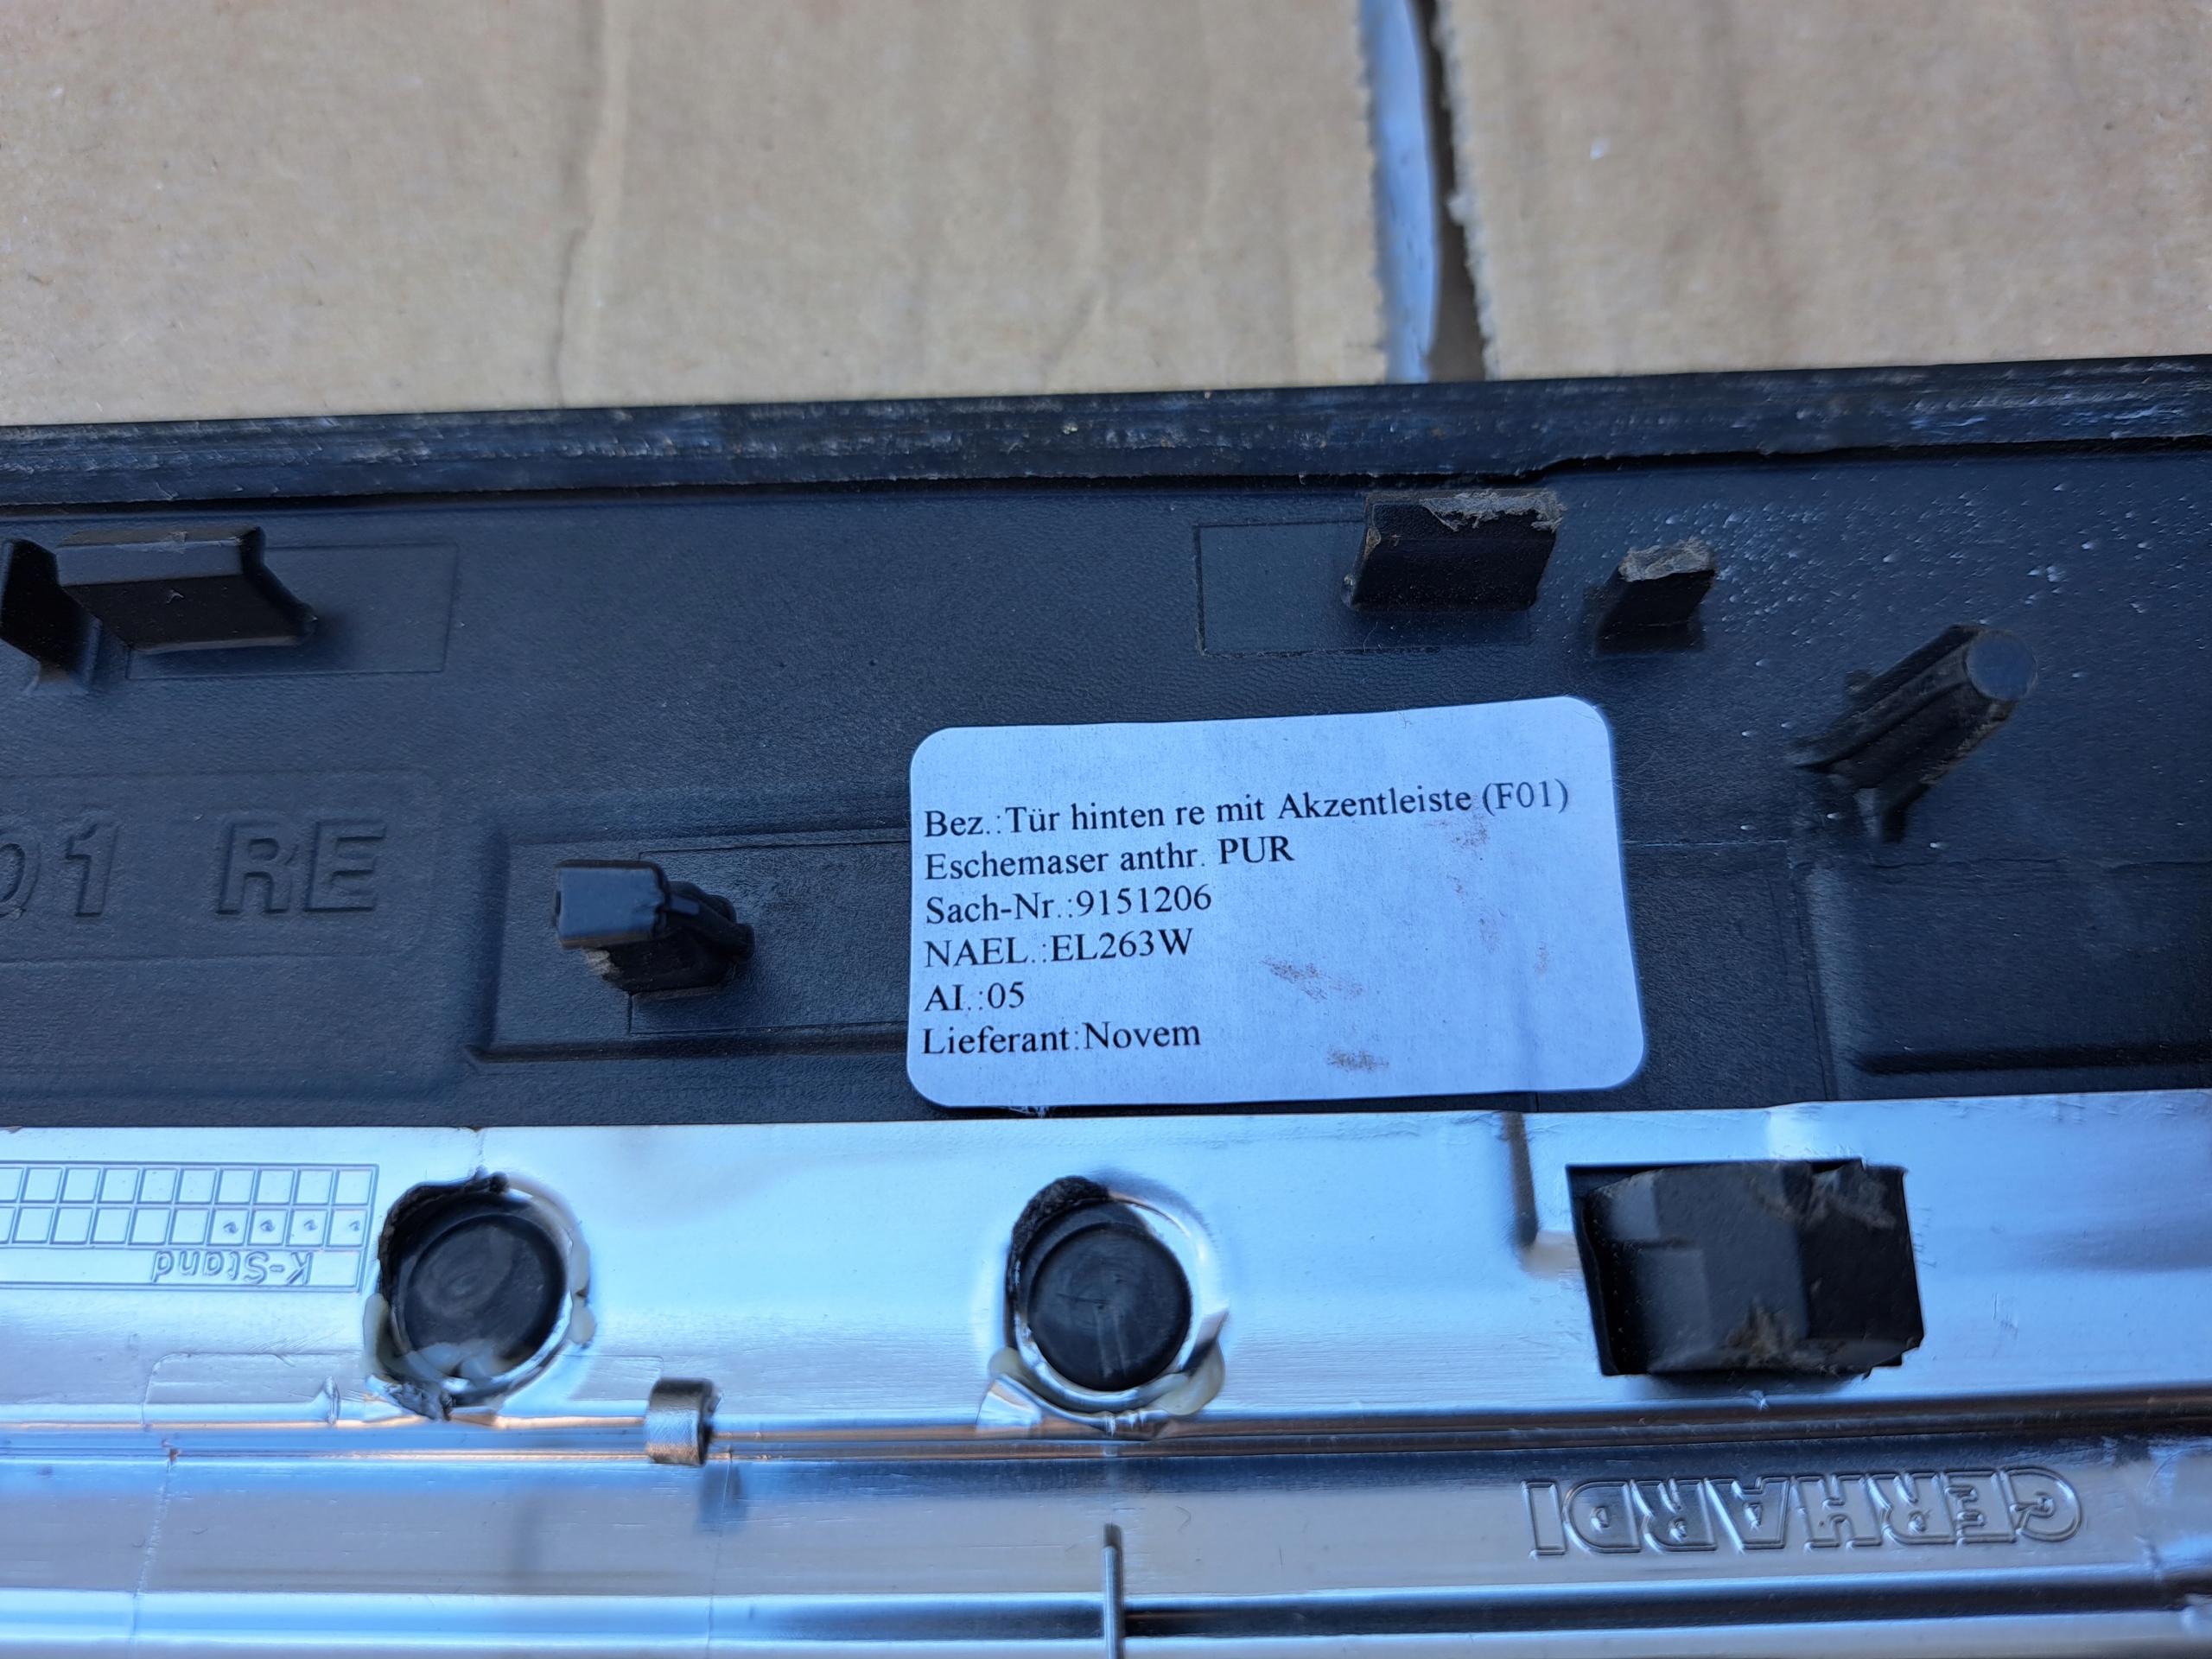 Bez.:Tür hinten re mit Akzentleiste (F01)
Eschemaser anthr. PUR
Sach-Nr.:9151206
NAEL.:EL263W
AI.:05
Lieferant:Novem
01 RE
K-Stand
GERHARDI